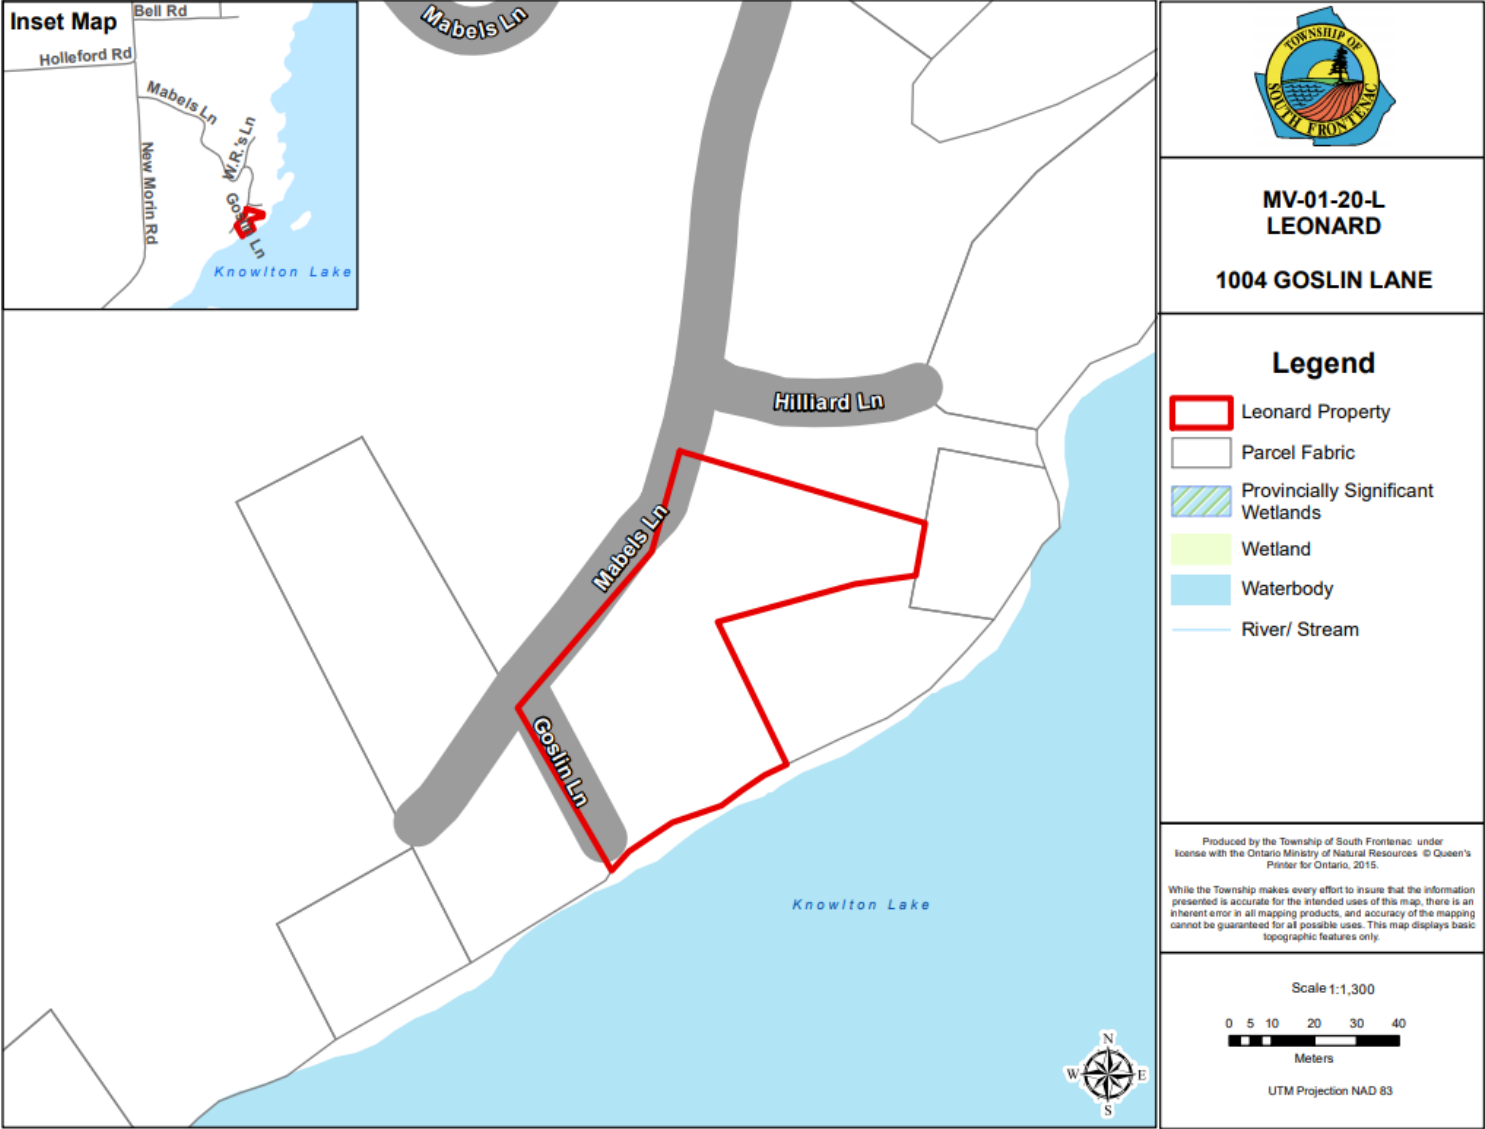 Inset Map
Bell Rd
Holleford Rd
Mabels Ln
W.R.'s Ln
New Morin Rd
Goslin Ln
Knowlton Lake
Mabels Ln
Hilliard Ln
Mabels Ln
Goslin Ln
Knowlton Lake
N
W E
S
TOWNSHIP OF
SOUTH FRONTENAC
MV-01-20-L
LEONARD
1004 GOSLIN LANE
Legend
Leonard Property
Parcel Fabric
Provincially Significant
Wetlands
Wetland
Waterbody
River/ Stream
Produced by the Township of South Frontenac under
license with the Ontario Ministry of Natural Resources © Queen's
Printer for Ontario, 2015.
While the Township makes every effort to insure that the information
presented is accurate for the intended uses of this map, there is an
inherent error in all mapping products, and accuracy of the mapping
cannot be guaranteed for all possible uses. This map displays basic
topographic features only.
Scale 1:1,300
0 5 10 20 30 40
Meters
UTM Projection NAD 83